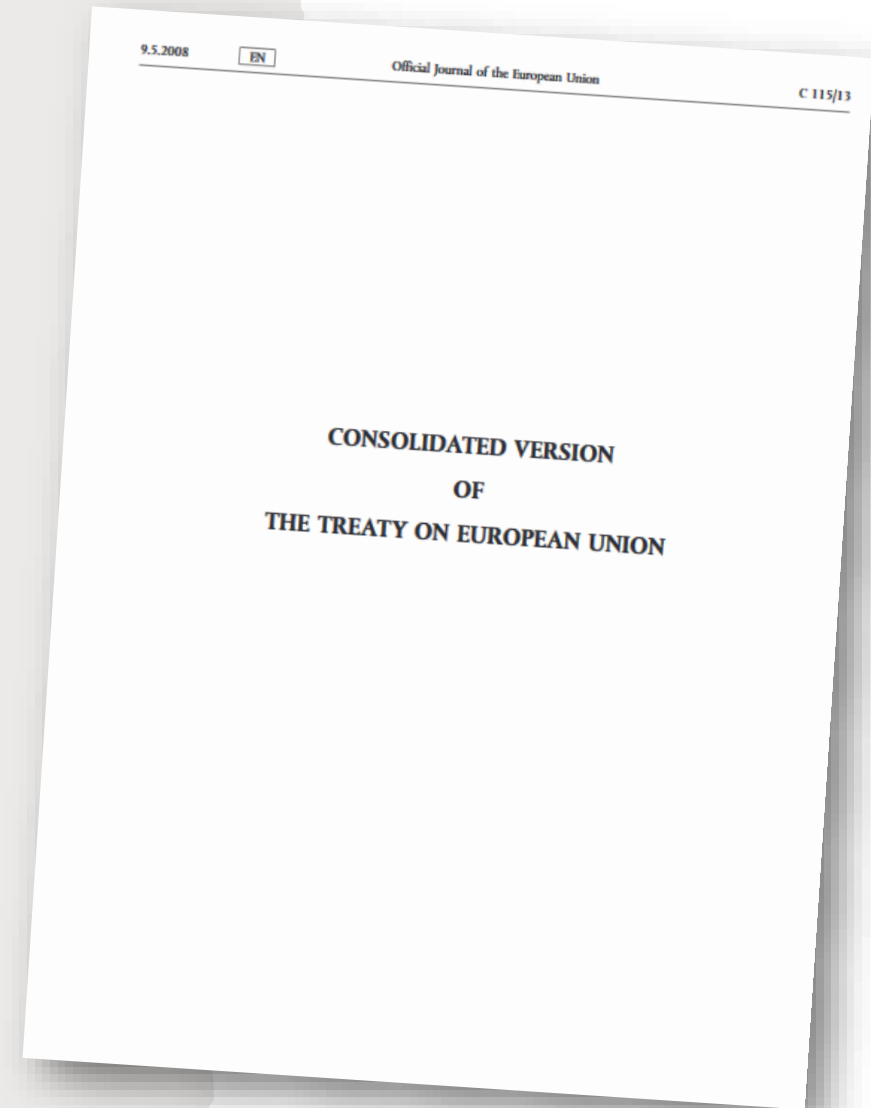 9.5.2008 EN Official Journal of the European Union C 115/13
CONSOLIDATED VERSION
OF
THE TREATY ON EUROPEAN UNION